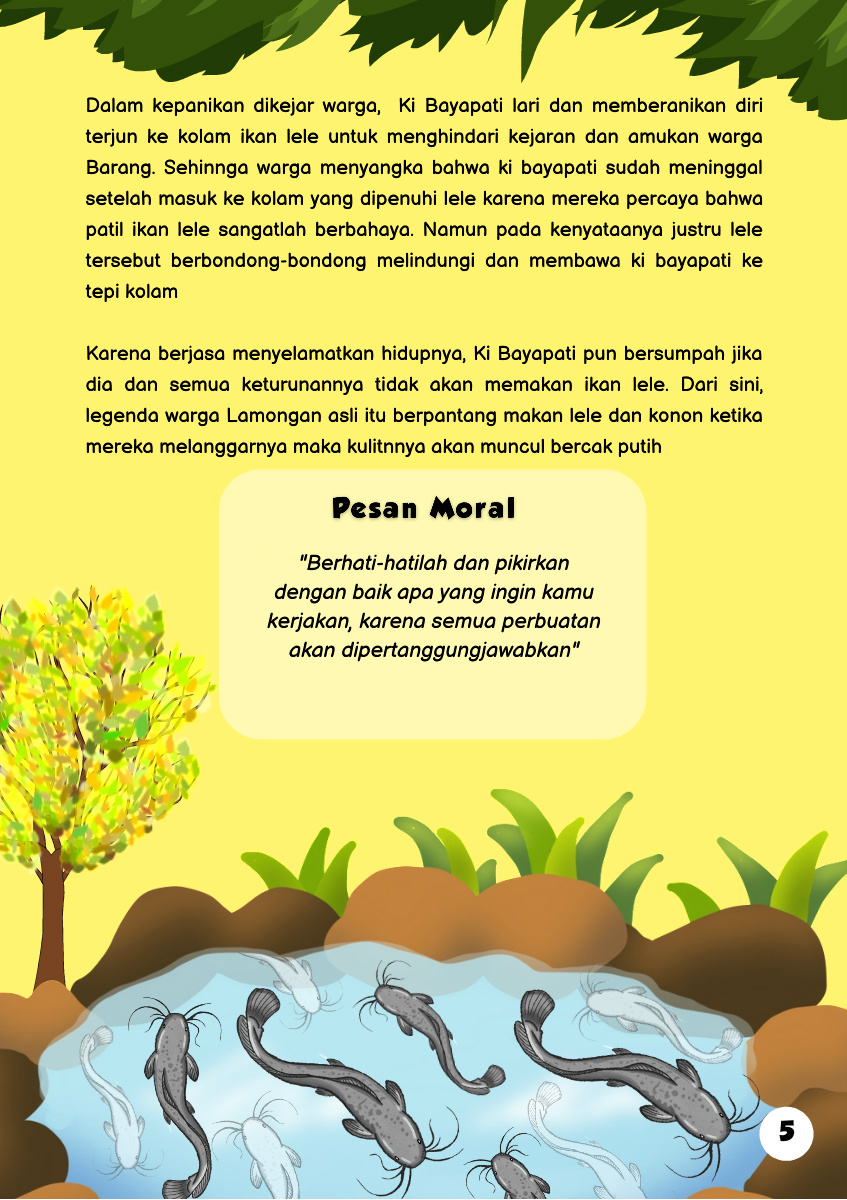 Dalam kepanikan dikejar warga,  Ki Bayapati lari dan memberanikan diri
terjun ke kolam ikan lele untuk menghindari kejaran dan amukan warga
Barang. Sehinnga warga menyangka bahwa ki bayapati sudah meninggal
setelah masuk ke kolam yang dipenuhi lele karena mereka percaya bahwa
patil ikan lele sangatlah berbahaya. Namun pada kenyataanya justru lele
tersebut berbondong-bondong melindungi dan membawa ki bayapati ke
tepi kolam
Karena berjasa menyelamatkan hidupnya, Ki Bayapati pun bersumpah jika
dia dan semua keturunannya tidak akan memakan ikan lele. Dari sini,
legenda warga Lamongan asli itu berpantang makan lele dan konon ketika
mereka melanggarnya maka kulitnnya akan muncul bercak putih
Pesan Moral
"Berhati-hatilah dan pikirkan
dengan baik apa yang ingin kamu
kerjakan, karena semua perbuatan
akan dipertanggungjawabkan"
5